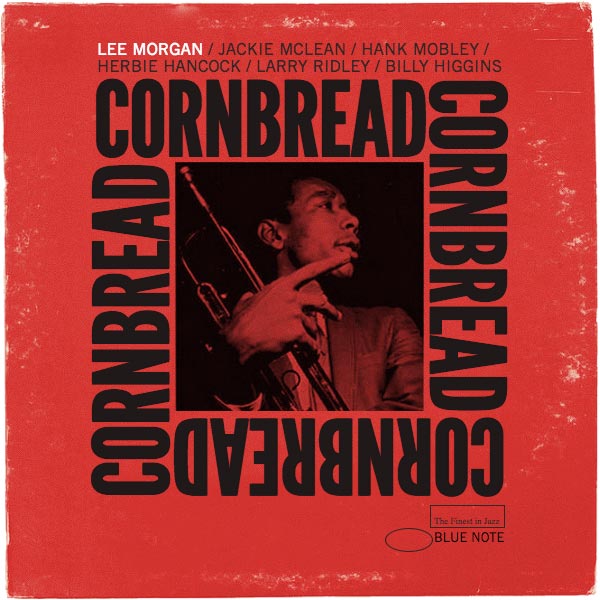 LEE MORGAN / JACKIE MCLEAN / HANK MOBLEY /
HERBIE HANCOCK / LARRY RIDLEY / BILLY HIGGINS
CORNBREAD
CORNBREAD
CORNBREAD
CORNBREAD
The Finest in Jazz
BLUE NOTE